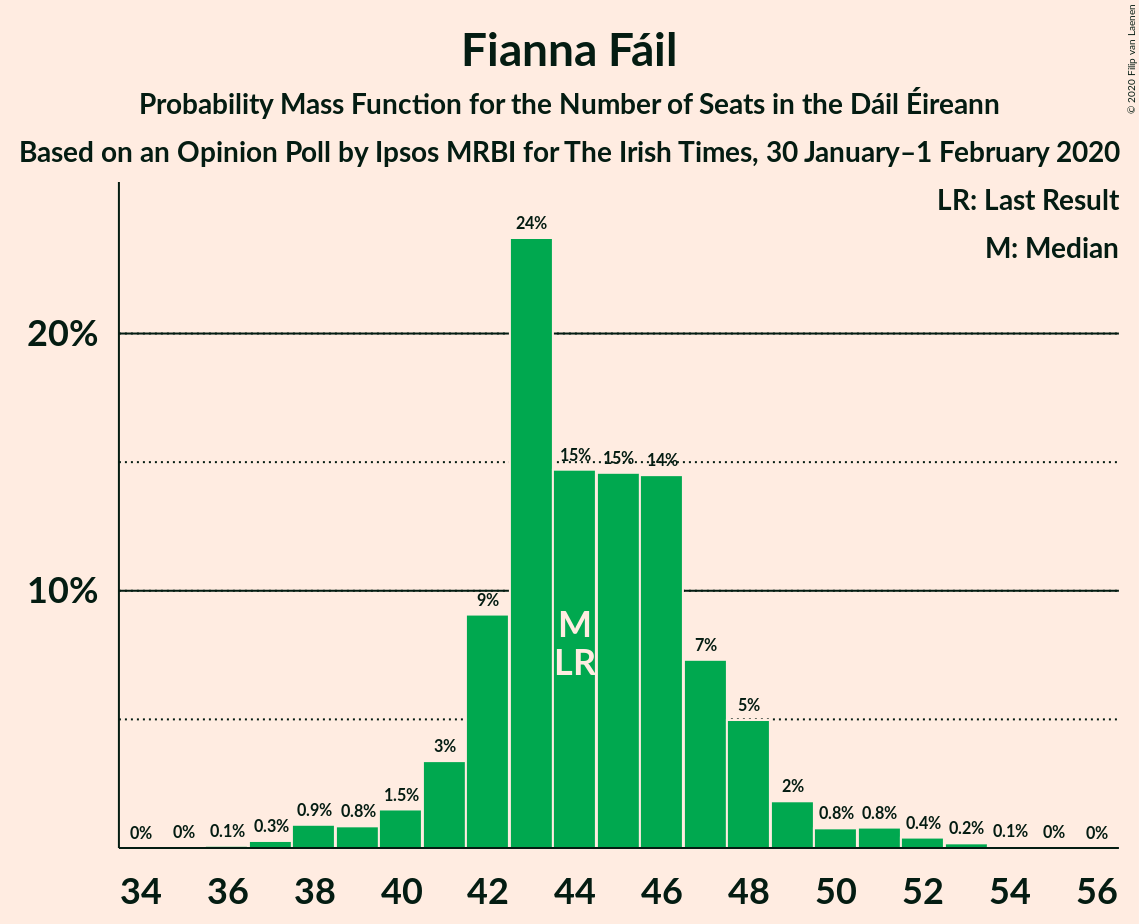 Fianna Fáil
Probability Mass Function for the Number of Seats in the Dáil Éireann
Based on an Opinion Poll by Ipsos MRBI for The Irish Times, 30 January–1 February 2020
© 2020 Filip van Laenen
LR: Last Result
M: Median
20%
10%
0%
0%
0.1%
0.3%
0.9%
0.8%
1.5%
3%
9%
24%
15%
15%
14%
7%
5%
2%
0.8%
0.8%
0.4%
0.2%
0.1%
0%
0%
M
LR
34 36 38 40 42 44 46 48 50 52 54 56